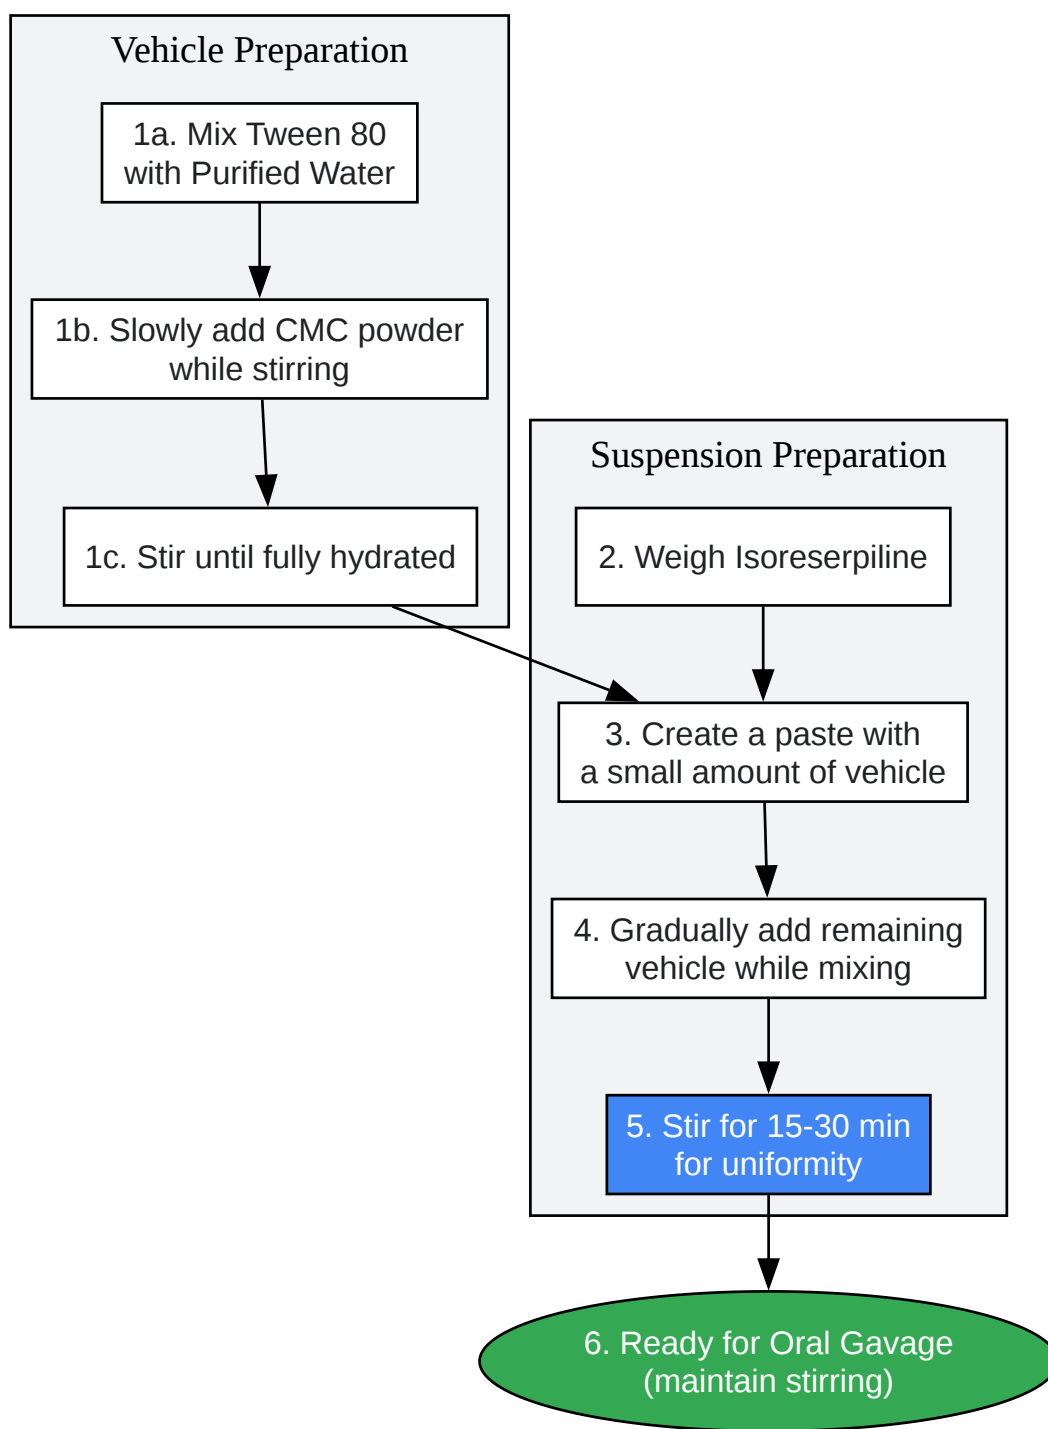 Vehicle Preparation
1a. Mix Tween 80
with Purified Water
1b. Slowly add CMC powder
while stirring
1c. Stir until fully hydrated
Suspension Preparation
2. Weigh Isoreserpiline
3. Create a paste with
a small amount of vehicle
4. Gradually add remaining
vehicle while mixing
5. Stir for 15-30 min
for uniformity
6. Ready for Oral Gavage
(maintain stirring)